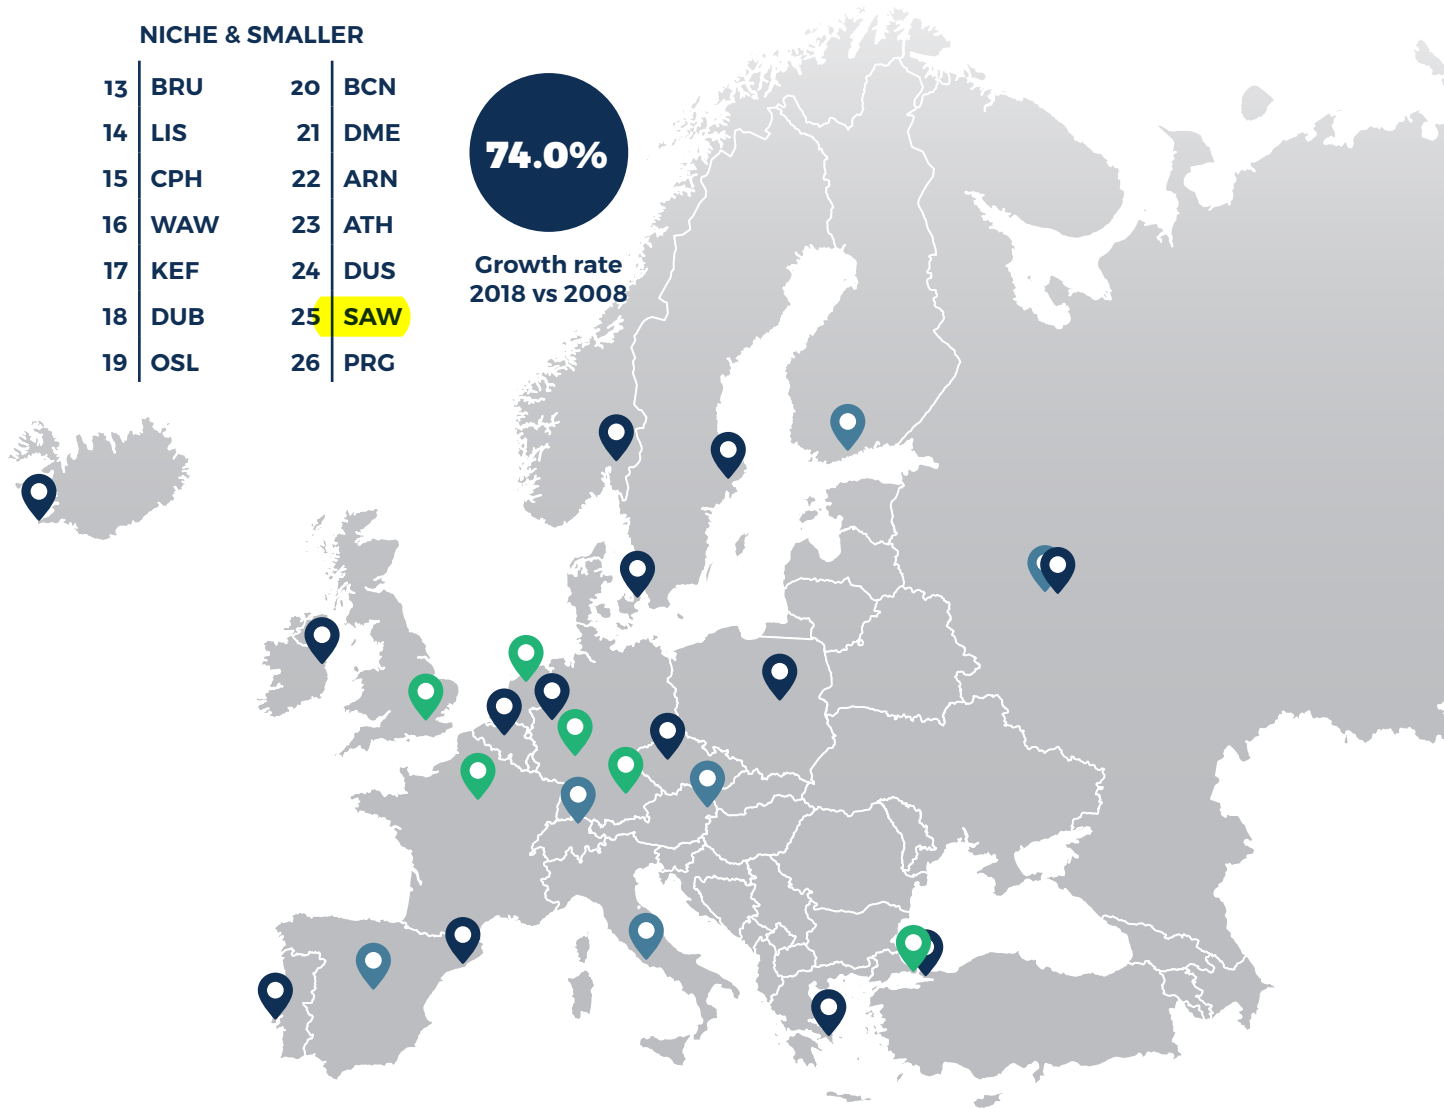 NICHE & SMALLER
13 BRU
14 LIS
15 CPH
16 WAW
17 KEF
18 DUB
19 OSL
20 BCN
21 DME
22 ARN
23 ATH
24 DUS
25 SAW
26 PRG
74.0%
Growth rate
2018 vs 2008